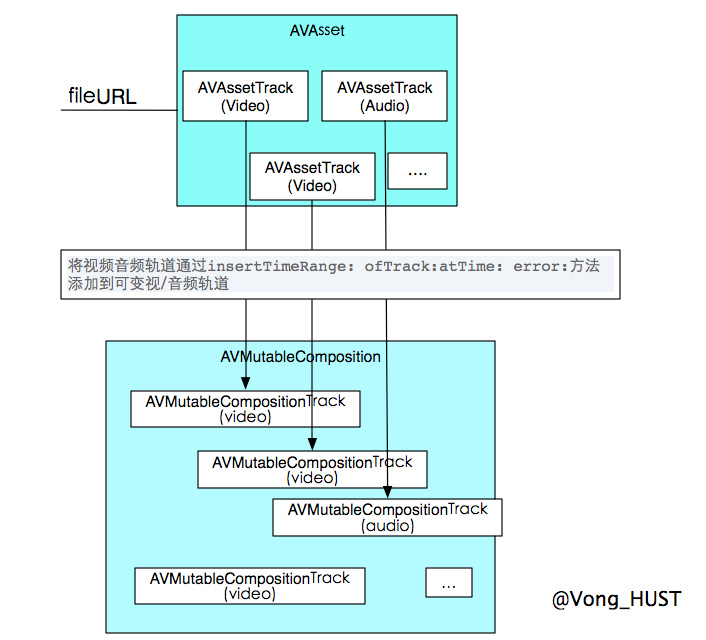 AVAsset
fileURL
AVAssetTrack
(Video)
AVAssetTrack
(Audio)
AVAssetTrack
(Video)
....
将视频音频轨道通过insertTimeRange: ofTrack:atTime: error:方法
添加到可变视/音频轨道
AVMutableComposition
AVMutableCompositionTrack
(video)
AVMutableCompositionTrack
(video)
AVMutableCompositionTrack
(audio)
AVMutableCompositionTrack
(video)
...
@Vong_HUST